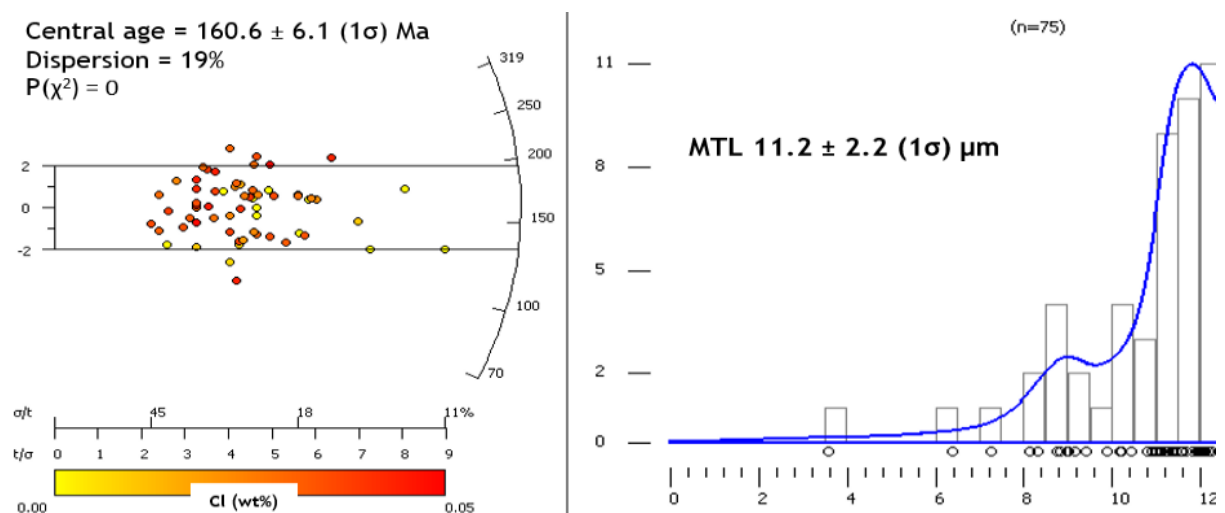 Central age = 160.6 ± 6.1 (1σ) Ma
Dispersion = 19%
P(χ²) = 0
319
250
200
150
100
70
2
0
-2
σ/t 45 18 11%
t/σ 0 1 2 3 4 5 6 7 8 9
Cl (wt%)
0.00 0.05
(n=75)
MTL 11.2 ± 2.2 (1σ) µm
11
8
5
2
0
0 2 4 6 8 10 12